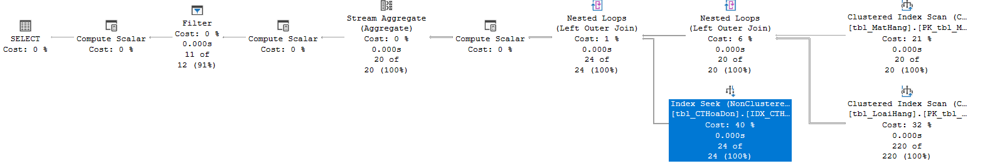 SELECT
Cost: 0 %
Compute Scalar
Cost: 0 %
Filter
Cost: 0 %
0.000s
11 of
12 (91%)
Compute Scalar
Cost: 0 %
Stream Aggregate
(Aggregate)
Cost: 0 %
0.000s
20 of
20 (100%)
Compute Scalar
Cost: 0 %
Nested Loops
(Left Outer Join)
Cost: 1 %
0.000s
24 of
24 (100%)
Nested Loops
(Left Outer Join)
Cost: 6 %
0.000s
20 of
20 (100%)
Clustered Index Scan (C…
[tbl_MatHang].[PK_tbl_M…
Cost: 21 %
0.000s
20 of
20 (100%)
Index Seek (NonClustere…
[tbl_CTHoaDon].[IDX_CTH…
Cost: 40 %
0.000s
24 of
24 (100%)
Clustered Index Scan (C…
[tbl_LoaiHang].[PK_tbl_…
Cost: 32 %
0.000s
220 of
220 (100%)